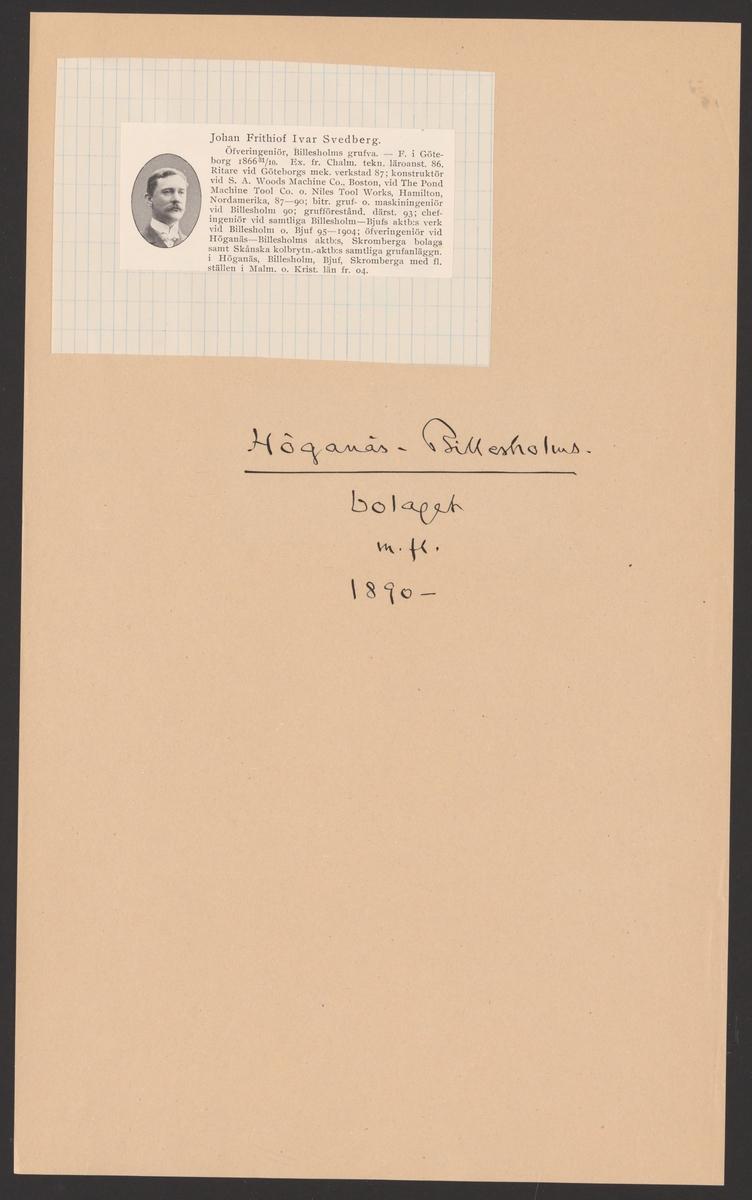 Johan Frithiof Ivar Svedberg.
Öfveringeniör, Billesholms grufva. — F. i Göte-
borg 1866 31/10. Ex. fr. Chalm. tekn. läroanst. 86.
Ritare vid Göteborgs mek. verkstad 87; konstruktör
vid S. A. Woods Machine Co., Boston, vid The Pond
Machine Tool Co. o. Niles Tool Works, Hamilton,
Nordamerika, 87—90; bitr. gruf- o. maskiningeniör
vid Billesholm 90; grufförestånd. därst. 93; chef-
ingeniör vid samtliga Billesholm—Bjufs aktb:s verk
vid Billesholm o. Bjuf 95—1904; öfveringeniör vid
Höganäs—Billesholms aktb:s, Skromberga bolags
samt Skånska kolbrytn.-aktb:s samtliga grufanläggn.
i Höganäs, Billesholm, Bjuf, Skromberga med fl.
ställen i Malm. o. Krist. län fr. 04.
Höganäs - Billesholms-
bolaget
m. fl.
1890 —